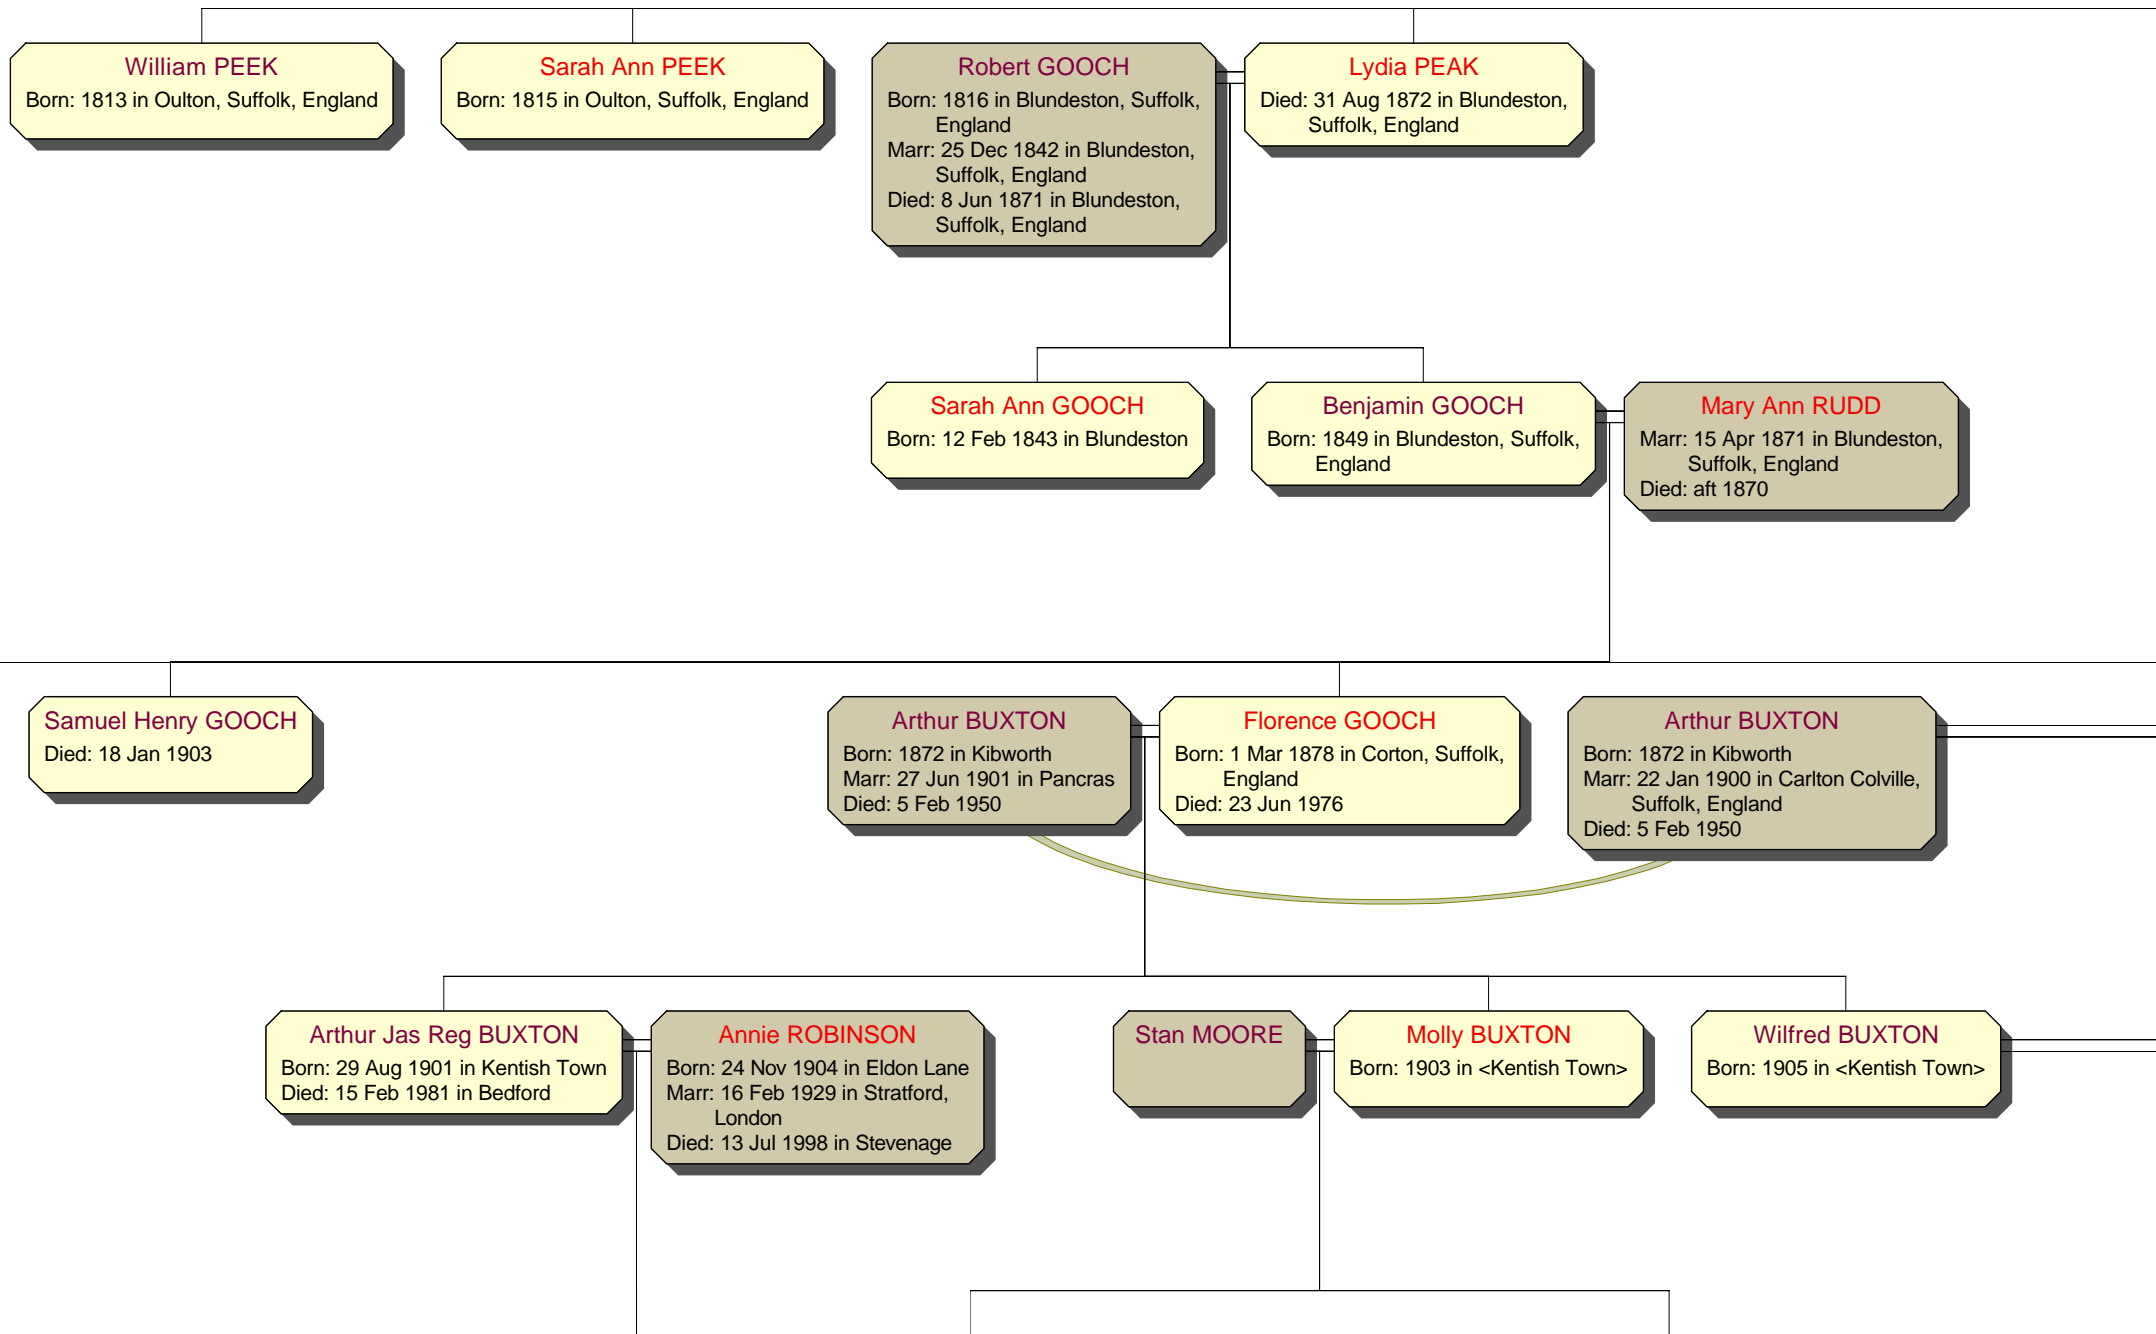 William PEEK
Born: 1813 in Oulton, Suffolk, England
Sarah Ann PEEK
Born: 1815 in Oulton, Suffolk, England
Robert GOOCH
Born: 1816 in Blundeston, Suffolk,
England
Marr: 25 Dec 1842 in Blundeston,
Suffolk, England
Died: 8 Jun 1871 in Blundeston,
Suffolk, England
Lydia PEAK
Died: 31 Aug 1872 in Blundeston,
Suffolk, England
Sarah Ann GOOCH
Born: 12 Feb 1843 in Blundeston
Benjamin GOOCH
Born: 1849 in Blundeston, Suffolk,
England
Mary Ann RUDD
Marr: 15 Apr 1871 in Blundeston,
Suffolk, England
Died: aft 1870
Samuel Henry GOOCH
Died: 18 Jan 1903
Arthur BUXTON
Born: 1872 in Kibworth
Marr: 27 Jun 1901 in Pancras
Died: 5 Feb 1950
Florence GOOCH
Born: 1 Mar 1878 in Corton, Suffolk,
England
Died: 23 Jun 1976
Arthur BUXTON
Born: 1872 in Kibworth
Marr: 22 Jan 1900 in Carlton Colville,
Suffolk, England
Died: 5 Feb 1950
Arthur Jas Reg BUXTON
Born: 29 Aug 1901 in Kentish Town
Died: 15 Feb 1981 in Bedford
Annie ROBINSON
Born: 24 Nov 1904 in Eldon Lane
Marr: 16 Feb 1929 in Stratford,
London
Died: 13 Jul 1998 in Stevenage
Stan MOORE
Molly BUXTON
Born: 1903 in <Kentish Town>
Wilfred BUXTON
Born: 1905 in <Kentish Town>